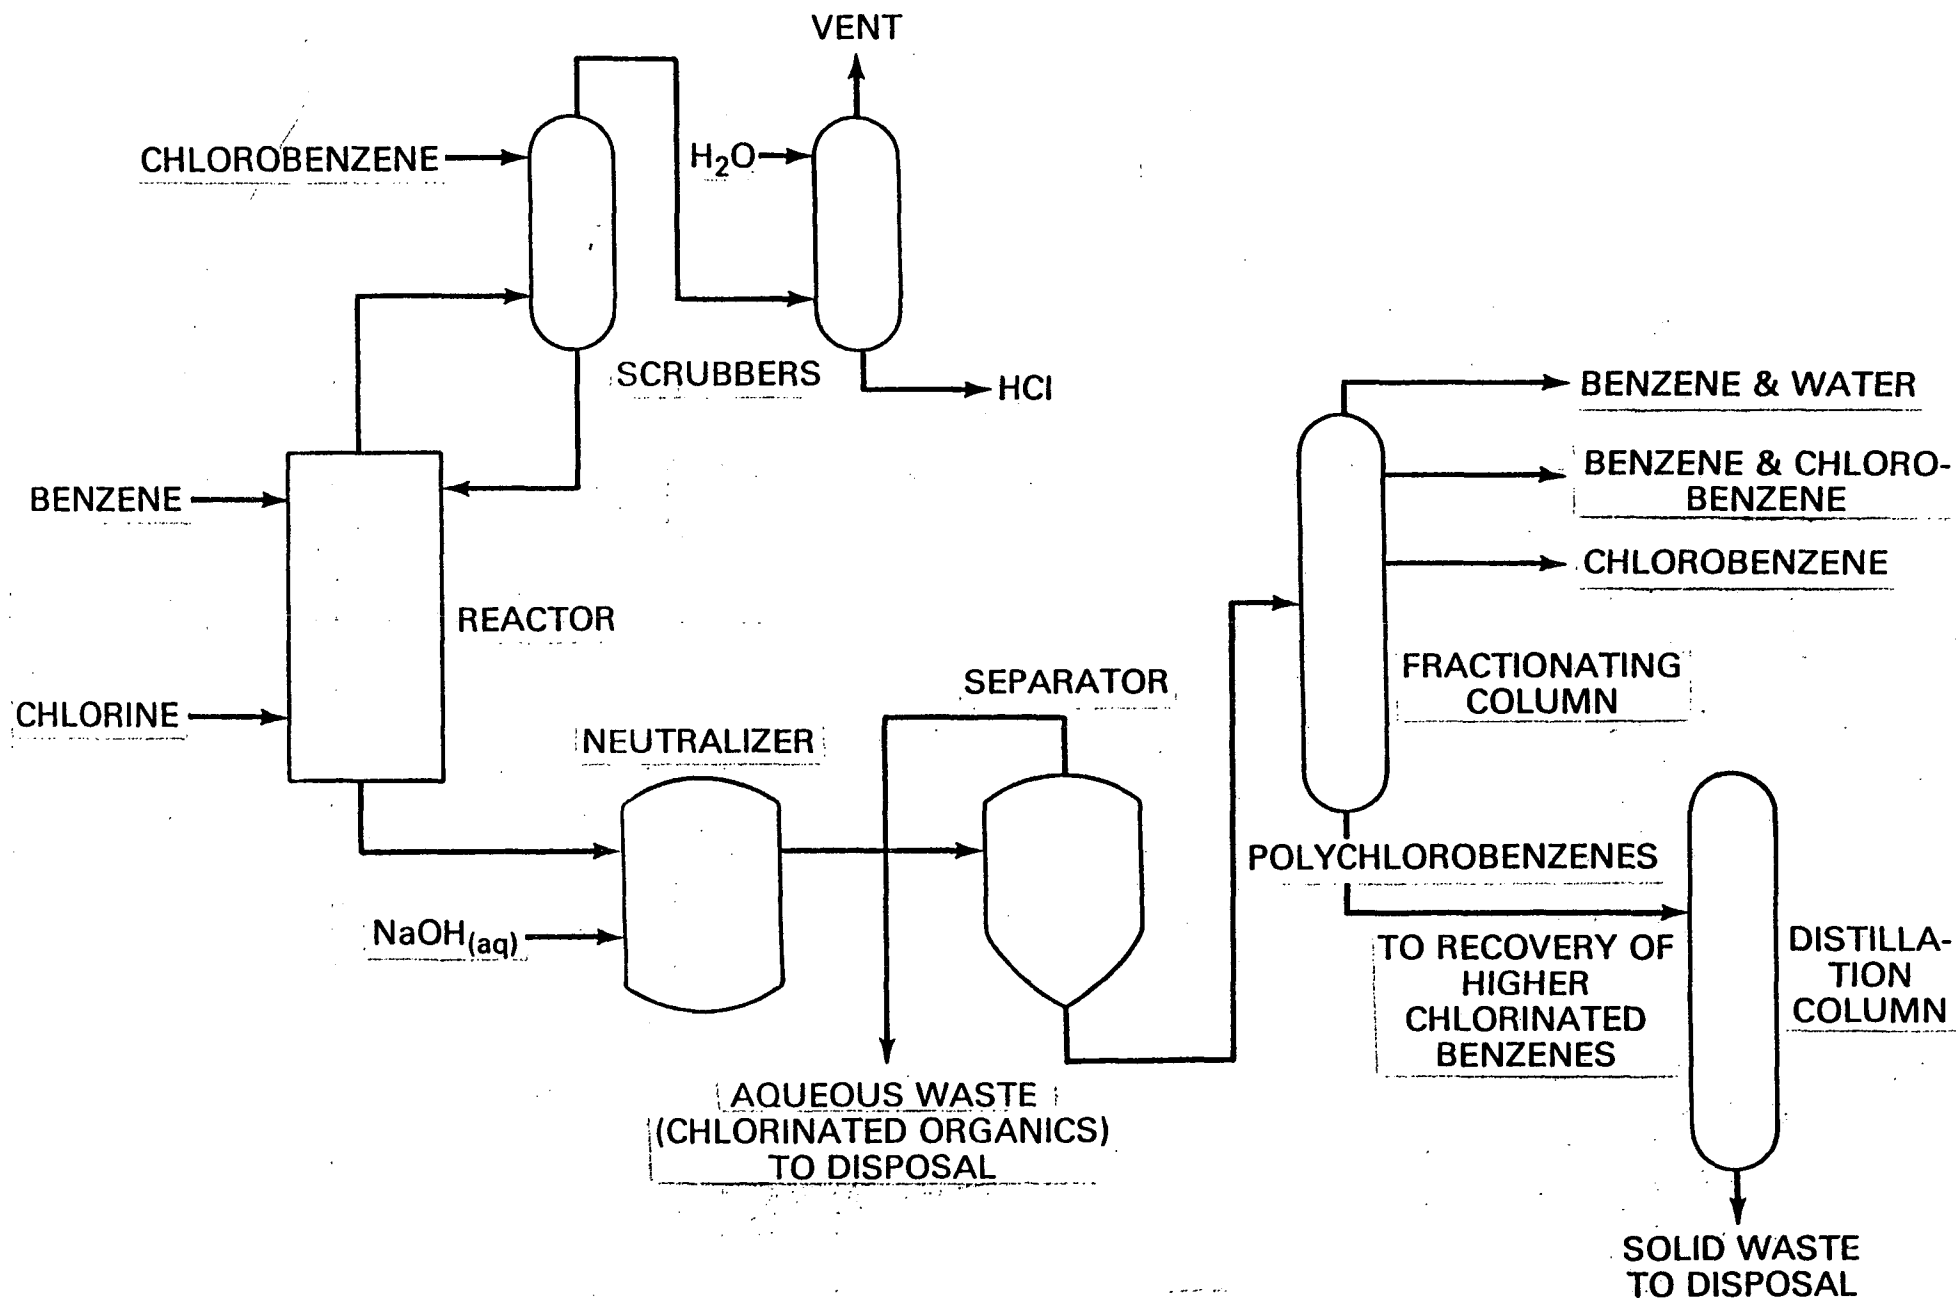 VENT
CHLOROBENZENE
H₂O
SCRUBBERS
HCl
BENZENE & WATER
BENZENE & CHLORO-
BENZENE
BENZENE
CHLOROBENZENE
REACTOR
FRACTIONATING
COLUMN
SEPARATOR
CHLORINE
NEUTRALIZER
POLYCHLOROBENZENES
NaOH(aq)
TO RECOVERY OF
HIGHER
CHLORINATED
BENZENES
DISTILLA-
TION
COLUMN
AQUEOUS WASTE
(CHLORINATED ORGANICS)
TO DISPOSAL
SOLID WASTE
TO DISPOSAL